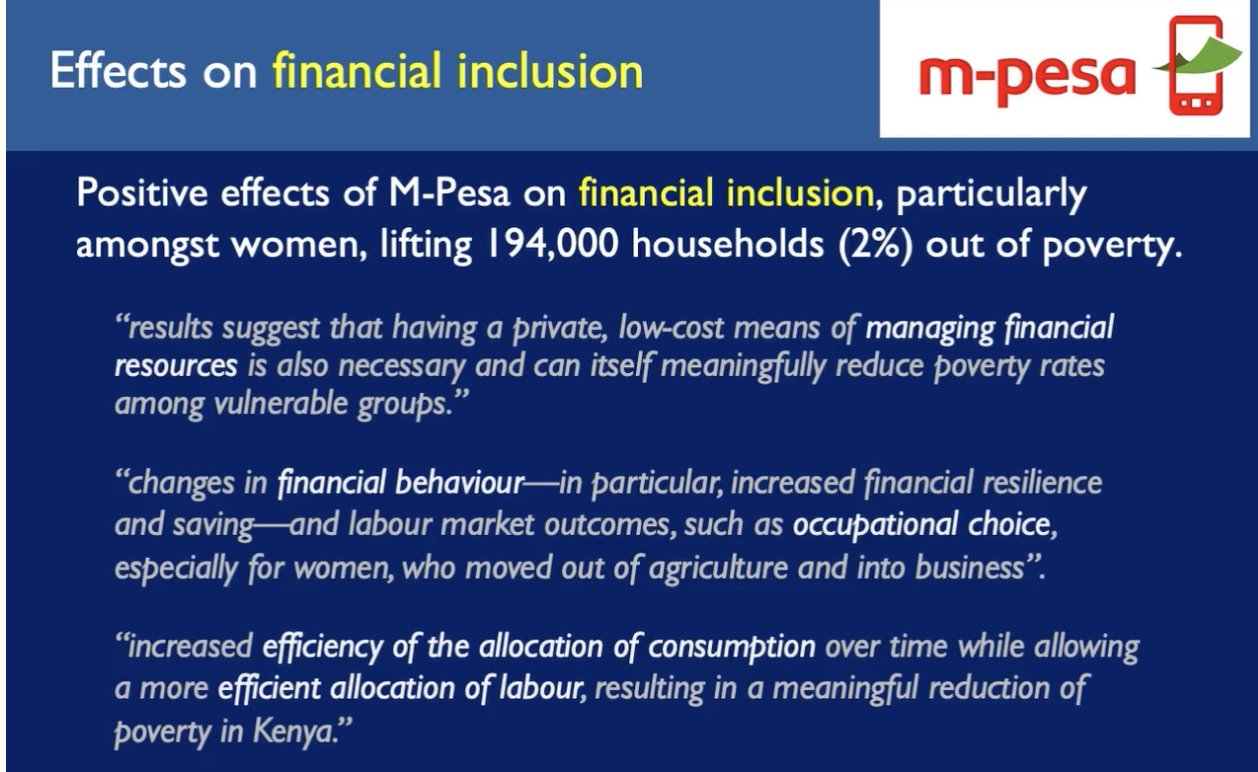 Effects on financial inclusion
m-pesa
Positive effects of M-Pesa on financial inclusion, particularly
amongst women, lifting 194,000 households (2%) out of poverty.
“results suggest that having a private, low-cost means of managing financial
resources is also necessary and can itself meaningfully reduce poverty rates
among vulnerable groups.”
“changes in financial behaviour—in particular, increased financial resilience
and saving—and labour market outcomes, such as occupational choice,
especially for women, who moved out of agriculture and into business”.
“increased efficiency of the allocation of consumption over time while allowing
a more efficient allocation of labour, resulting in a meaningful reduction of
poverty in Kenya.”